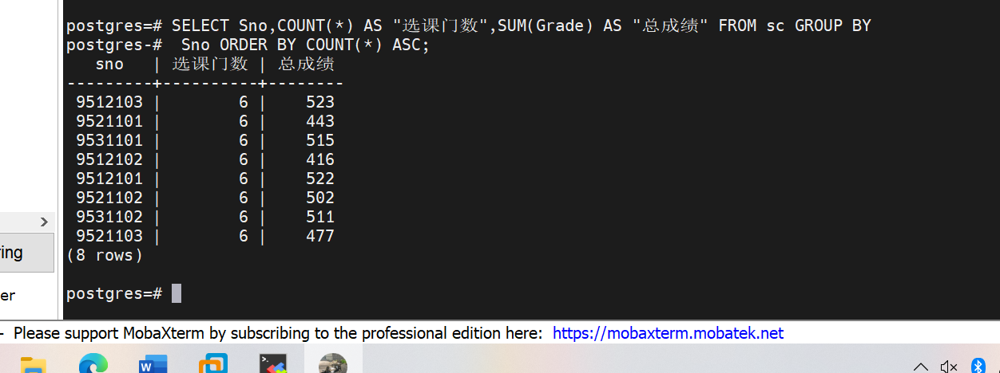 postgres=# SELECT Sno,COUNT(*) AS "选课门数",SUM(Grade) AS "总成绩" FROM sc GROUP BY
postgres-#  Sno ORDER BY COUNT(*) ASC;
   sno   | 选课门数 | 总成绩
---------+----------+--------
 9512103 |        6 |    523
 9521101 |        6 |    443
 9531101 |        6 |    515
 9512102 |        6 |    416
 9512101 |        6 |    522
 9521102 |        6 |    502
 9531102 |        6 |    511
 9521103 |        6 |    477
(8 rows)
ring
er
postgres=#
- Please support MobaXterm by subscribing to the professional edition here: https://mobaxterm.mobatek.net
W